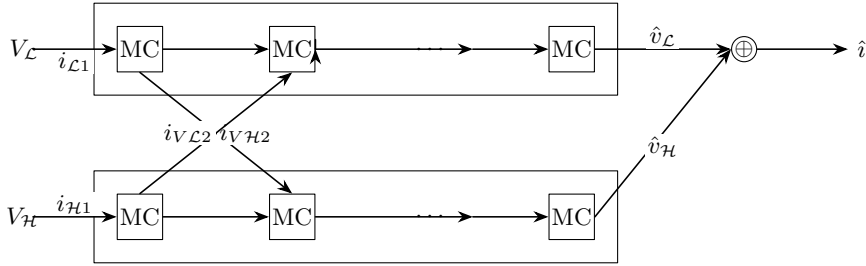 V_ℒ i_ℒ1 MC MC ··· MC v̂_ℒ ⊕ î
i_Vℒ2 i_Vℋ2
v̂_ℋ
V_ℋ i_ℋ1 MC MC ··· MC